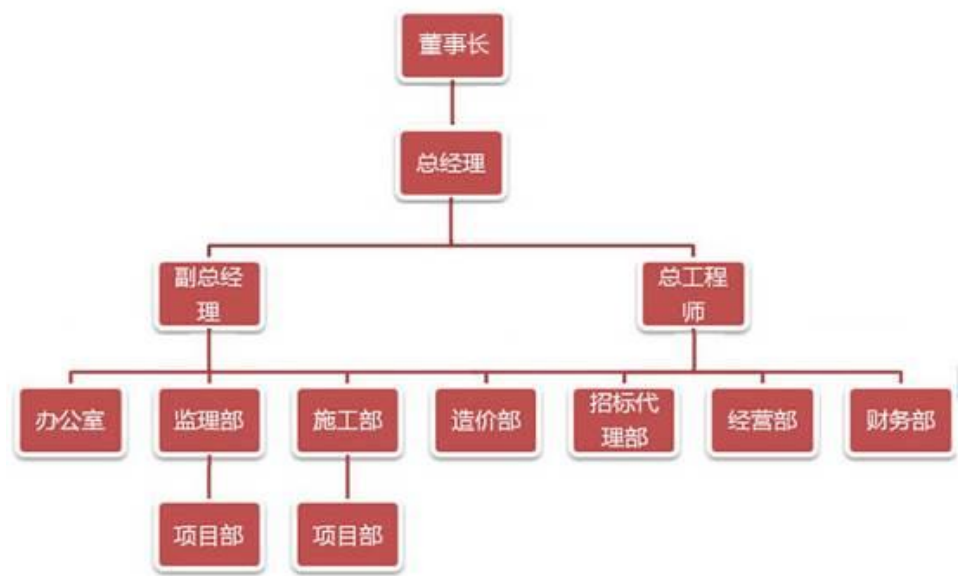 董事长
总经理
副总经
理
总工程
师
办公室
监理部
施工部
造价部
招标代
理部
经营部
财务部
项目部
项目部